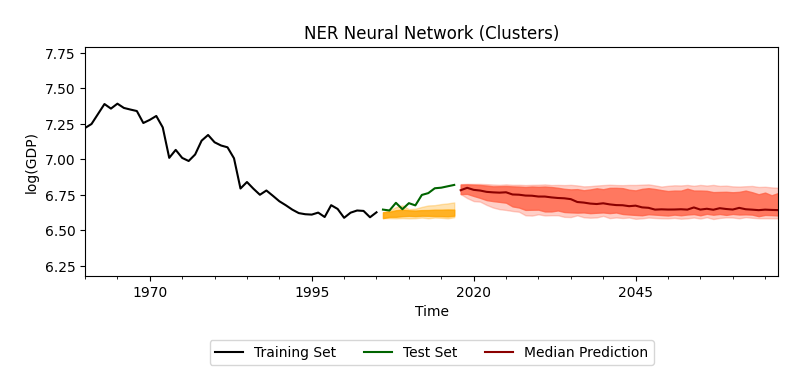 NER Neural Network (Clusters)
7.75
7.50
7.25
7.00
6.75
6.50
6.25
log(GDP)
1970 1995 2020 2045
Time
Training Set Test Set Median Prediction